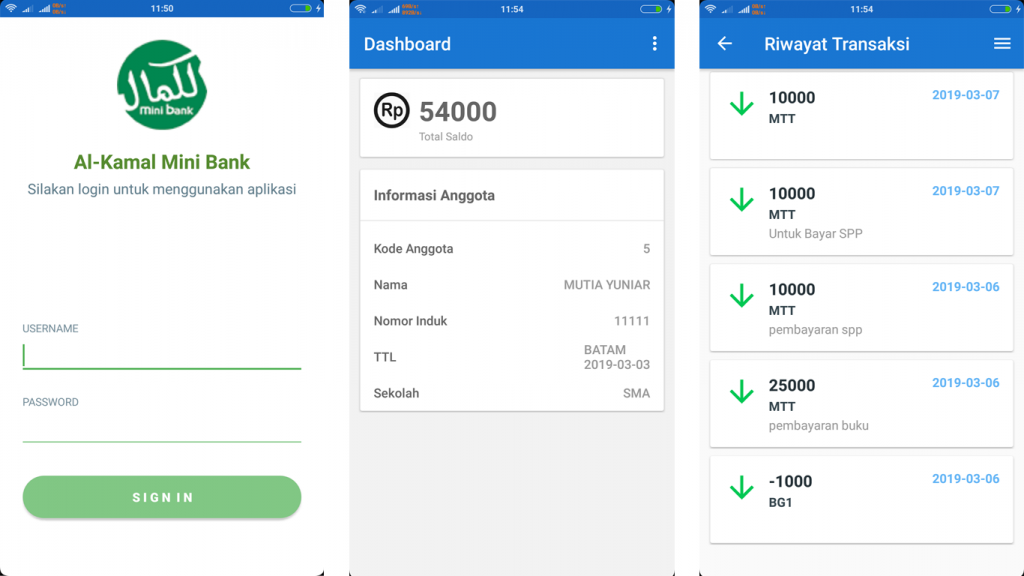 11:50
للكمال
mini bank
Al-Kamal Mini Bank
Silakan login untuk menggunakan aplikasi
USERNAME
PASSWORD
SIGN IN
11:54
Dashboard
Rp 54000
Total Saldo
Informasi Anggota
Kode Anggota 5
Nama MUTIA YUNIAR
Nomor Induk 11111
TTL BATAM
2019-03-03
Sekolah SMA
11:54
Riwayat Transaksi
10000 2019-03-07
MTT
10000 2019-03-07
MTT
Untuk Bayar SPP
10000 2019-03-06
MTT
pembayaran spp
25000 2019-03-06
MTT
pembayaran buku
-1000 2019-03-06
BG1